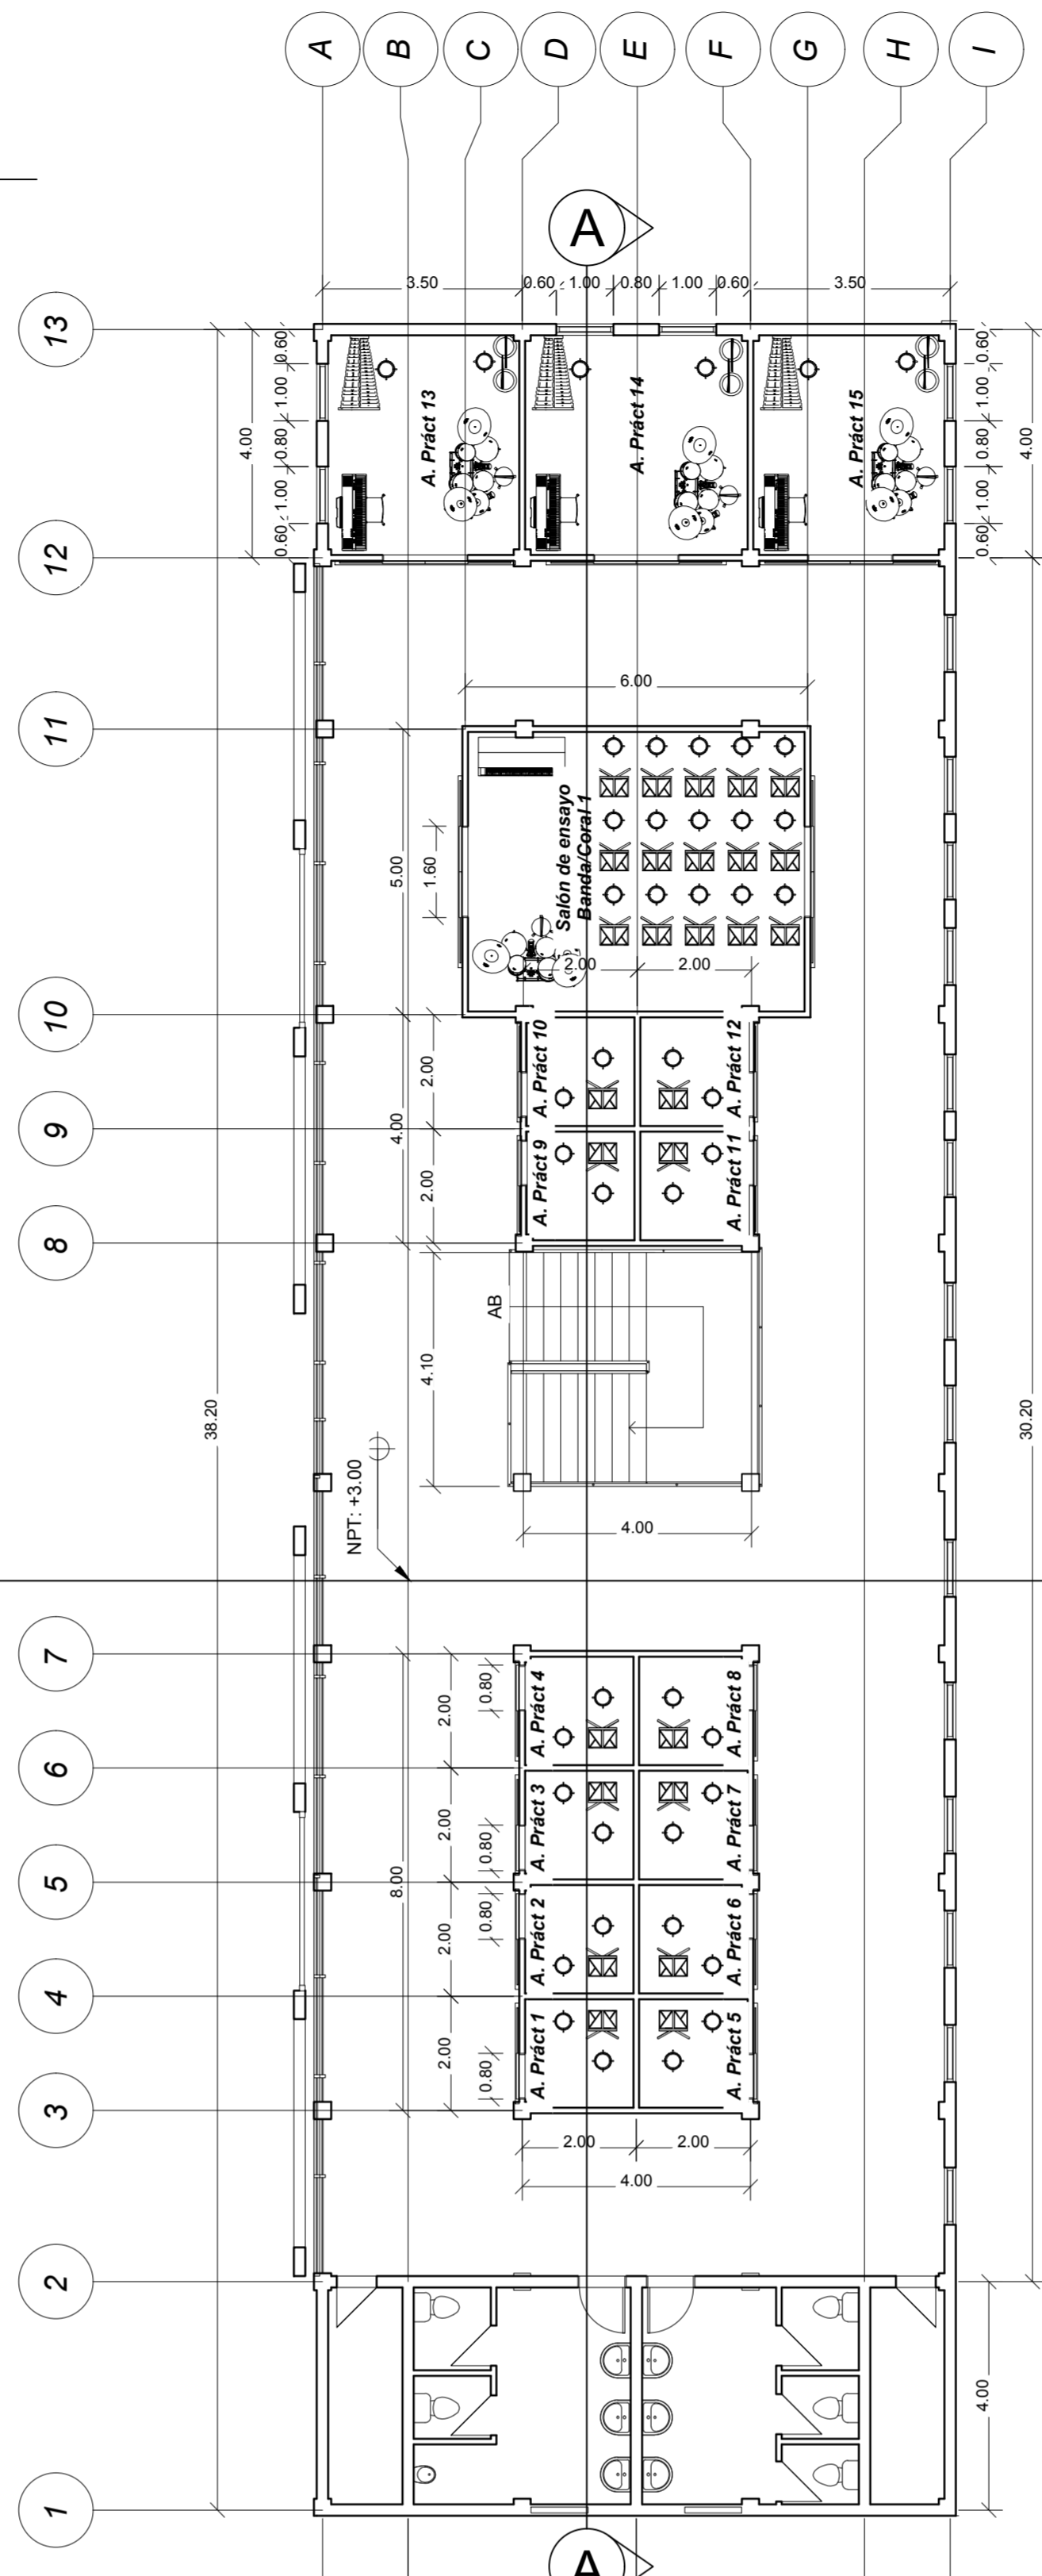 A B C D E F G H I
A
3.50 0.60 1.00 0.80 1.00 0.60 3.50
13
0.60
1.00
0.80
1.00
0.60
4.00
A. Práct 13
A. Práct 14
A. Práct 15
0.60
1.00
0.80
1.00
0.60
4.00
12
6.00
11
5.00
1.60
Salón de ensayo
Banda/Coral 1
2.00 2.00
10
2.00
4.00
2.00
A. Práct 10
A. Práct 12
9
A. Práct 9
A. Práct 11
8
AB
4.10
38.20
30.20
NPT: +3.00
4.00
7
0.80
2.00
A. Práct 4
A. Práct 8
6
2.00
0.80
A. Práct 3
A. Práct 7
5
8.00
0.80
2.00
A. Práct 2
A. Práct 6
4
2.00
0.80
A. Práct 1
A. Práct 5
3
2.00 2.00
4.00
2
4.00
1
A